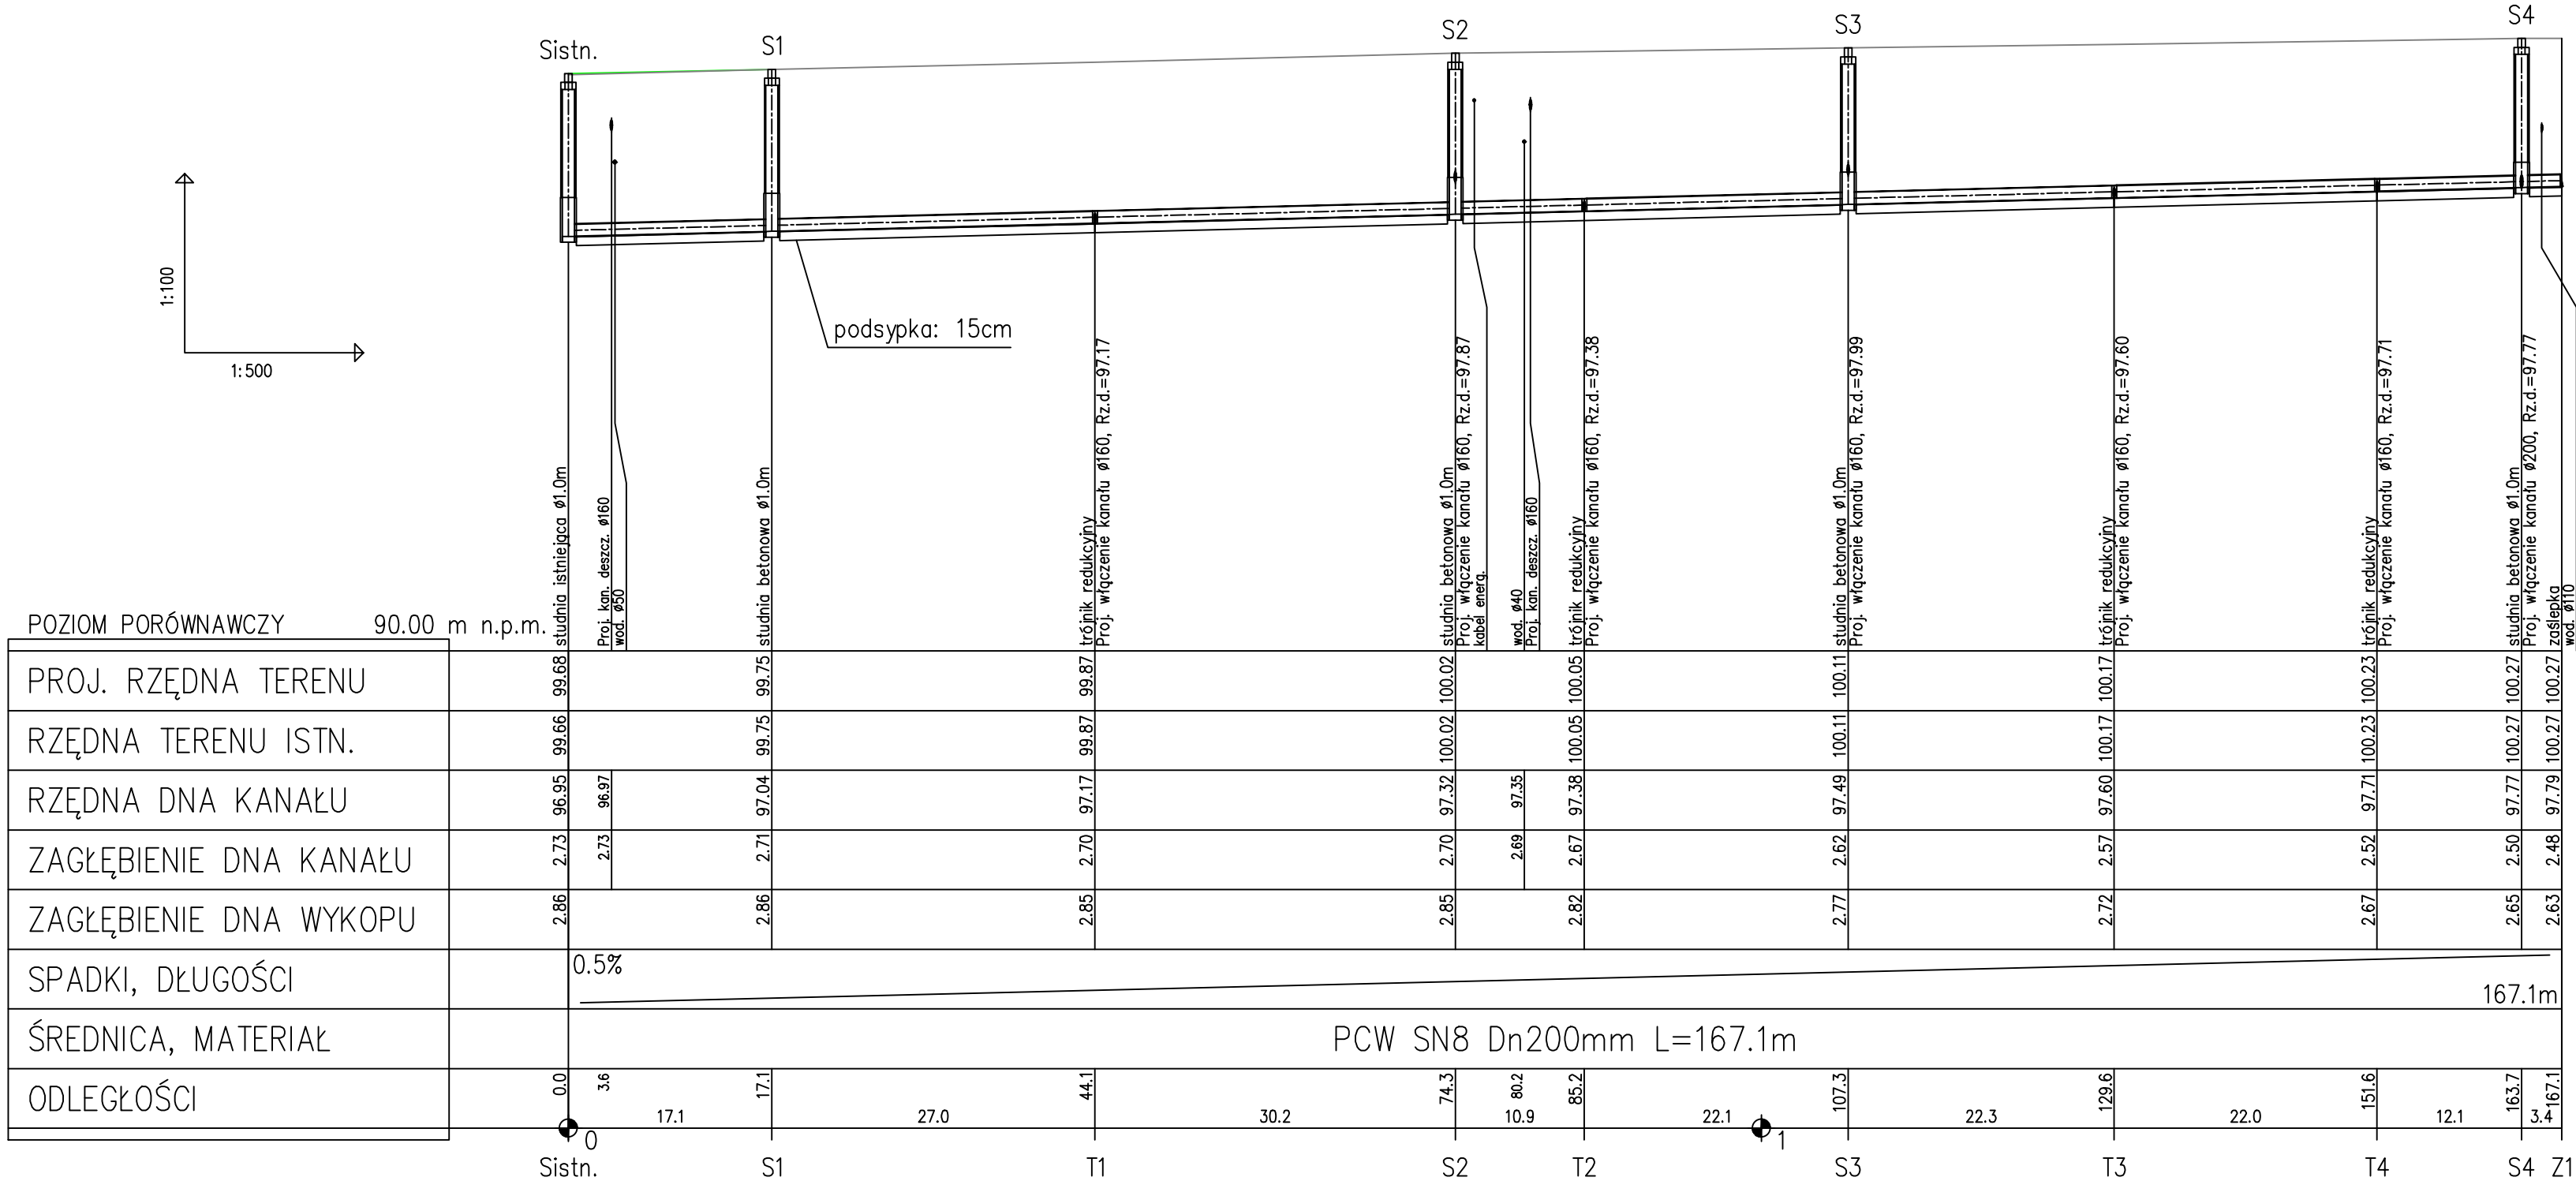 Sistn.
S1
S2
S3
S4
1:100
1:500
podsypka: 15cm
studnia istniejąca ø1.0m
Proj. kan. deszcz. ø160
wod. ø50
studnia betonowa ø1.0m
trójnik redukcyjny
Proj. włączenie kanału ø160, Rz.d.=97.17
studnia betonowa ø1.0m
Proj. włączenie kanału ø160, Rz.d.=97.87
kabel energ.
wod. ø40
Proj. kan. deszcz. ø160
trójnik redukcyjny
Proj. włączenie kanału ø160, Rz.d.=97.38
studnia betonowa ø1.0m
Proj. włączenie kanału ø160, Rz.d.=97.99
trójnik redukcyjny
Proj. włączenie kanału ø160, Rz.d.=97.60
trójnik redukcyjny
Proj. włączenie kanału ø160, Rz.d.=97.71
studnia betonowa ø1.0m
Proj. włączenie kanału ø200, Rz.d.=97.77
zaślepka
wod. ø110
POZIOM PORÓWNAWCZY 90.00 m n.p.m.
PROJ. RZĘDNA TERENU 99.68 99.75 99.87 100.02 100.05 100.11 100.17 100.23 100.27 100.27
RZĘDNA TERENU ISTN. 99.66 99.75 99.87 100.02 100.05 100.11 100.17 100.23 100.27 100.27
RZĘDNA DNA KANAŁU 96.95 96.97 97.04 97.17 97.32 97.35 97.38 97.49 97.60 97.71 97.77 97.79
ZAGŁĘBIENIE DNA KANAŁU 2.73 2.73 2.71 2.70 2.70 2.69 2.67 2.62 2.57 2.52 2.50 2.48
ZAGŁĘBIENIE DNA WYKOPU 2.86 2.86 2.85 2.85 2.82 2.77 2.72 2.67 2.65 2.63
SPADKI, DŁUGOŚCI 0.5% 167.1m
ŚREDNICA, MATERIAŁ PCW SN8 Dn200mm L=167.1m
ODLEGŁOŚCI 0.0 3.6 17.1 44.1 74.3 80.2 85.2 107.3 129.6 151.6 163.7 167.1
17.1 27.0 30.2 10.9 22.1 22.3 22.0 12.1 3.4
0 1
Sistn. S1 T1 S2 T2 S3 T3 T4 S4 Z1